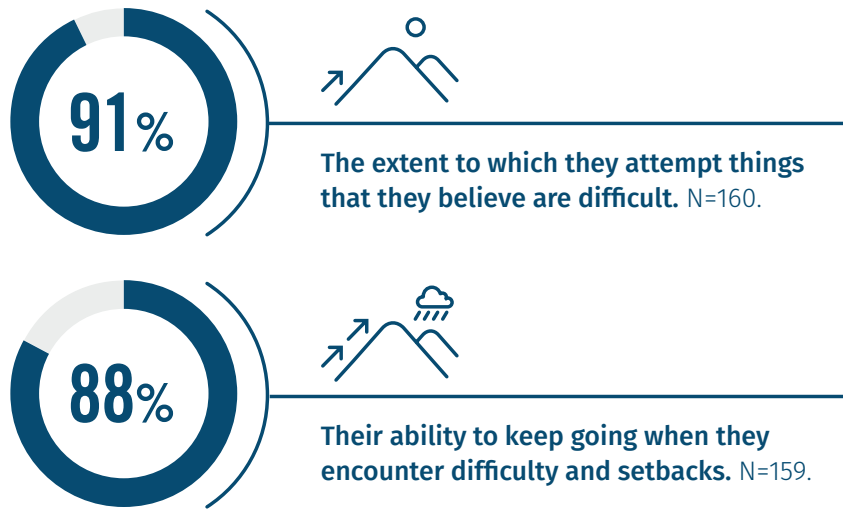 91%
The extent to which they attempt things
that they believe are difficult. N=160.
88%
Their ability to keep going when they
encounter difficulty and setbacks. N=159.